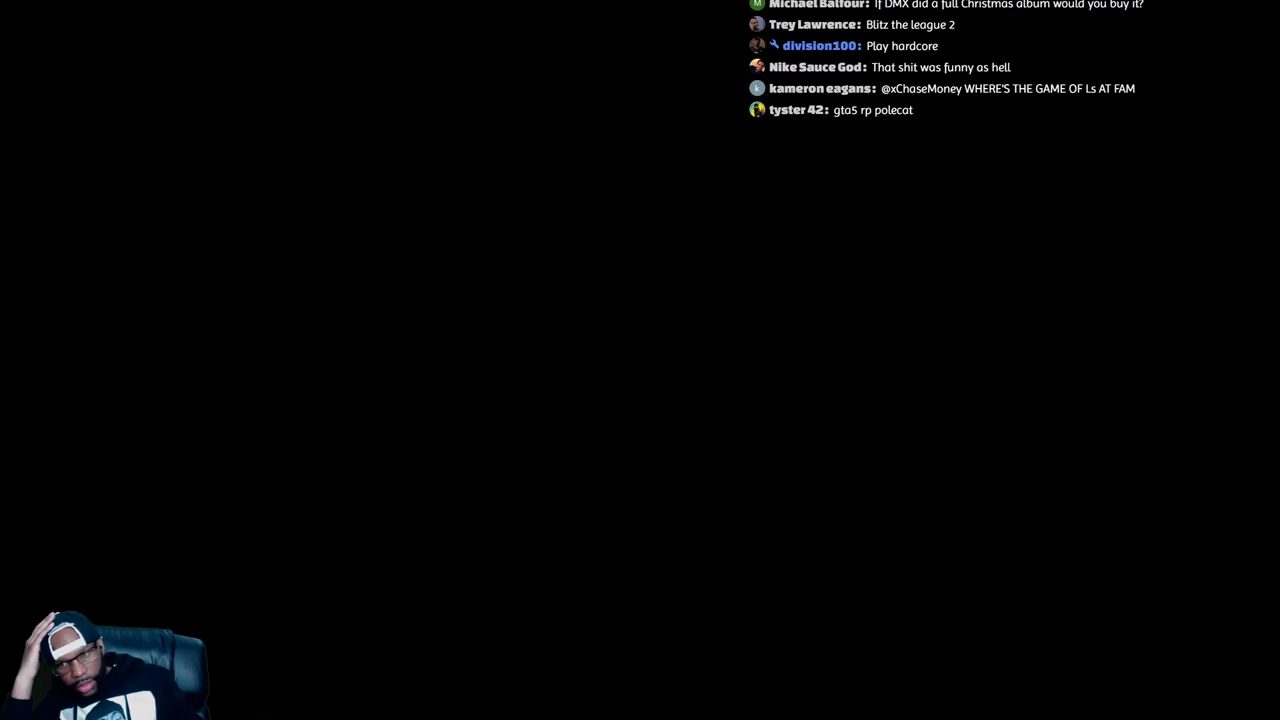 Michael Balfour: If DMX did a full Christmas album would you buy it?
Trey Lawrence: Blitz the league 2
division100: Play hardcore
Nike Sauce God: That shit was funny as hell
kameron eagans: @xChaseMoney WHERE'S THE GAME OF Ls AT FAM
tyster 42: gta5 rp polecat